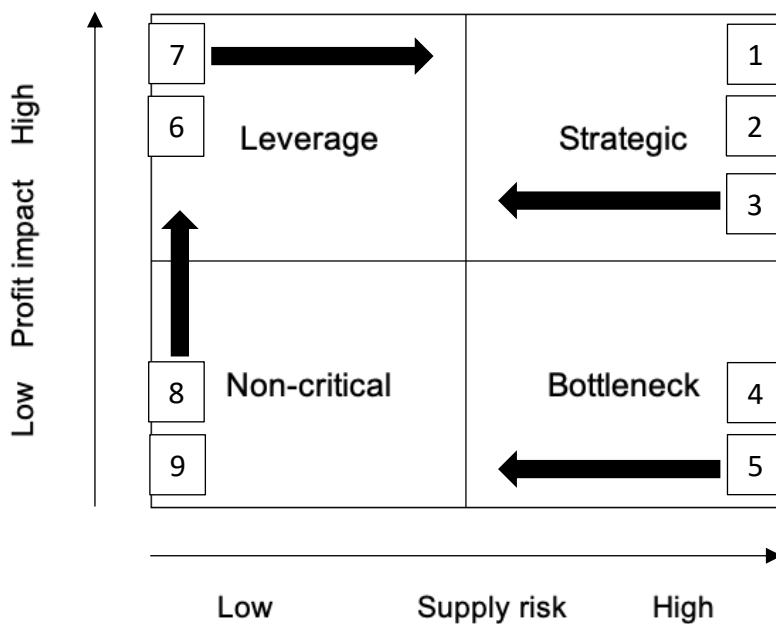 7
1
6
2
Leverage
Strategic
3
Low Profit impact High
8
Non-critical
Bottleneck
4
9
5
Low Supply risk High